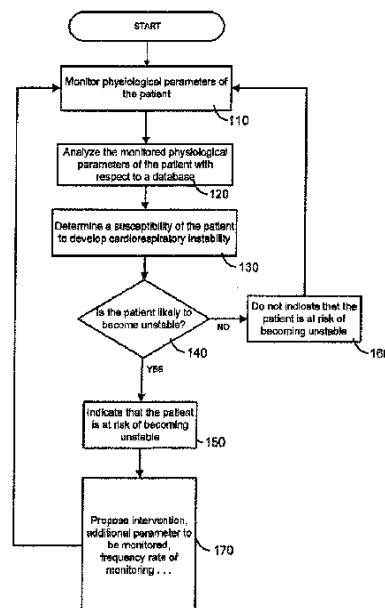 START
Monitor physiological parameters of
the patient
110
Analyze the monitored physiological
parameters of the patient with
respect to a database
120
Determine a susceptibility of the patient
to develop cardiorespiratory instability
130
Is the patient likely to
become unstable?
140
NO
Do not indicate that the
patient is at risk of
becoming unstable
160
YES
Indicate that the patient
is at risk of becoming
unstable
150
Propose intervention,
additional parameter to
be monitored,
frequency rate of
monitoring . . .
170